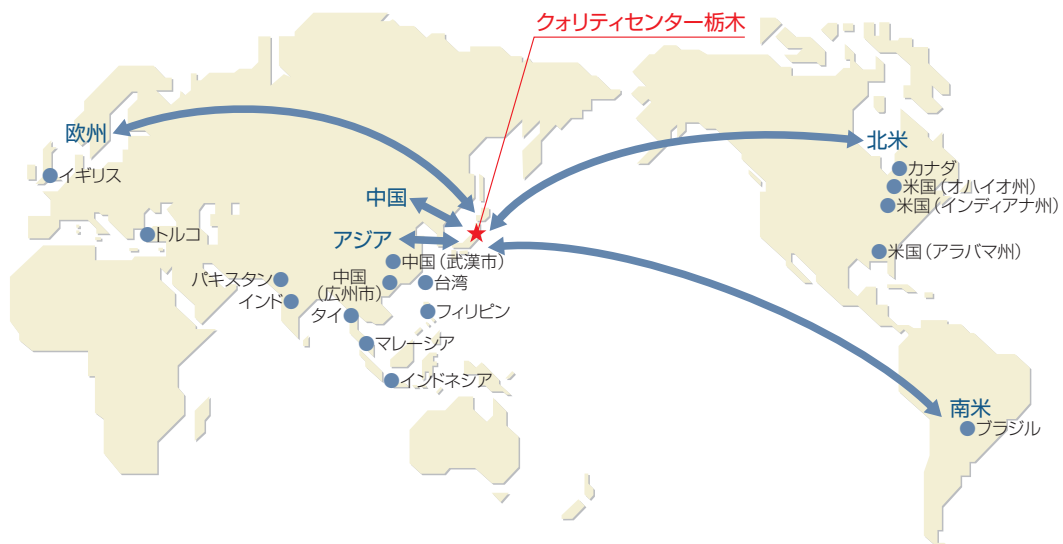 クォリティセンター栃木
欧州
北米
イギリス
カナダ
米国（オハイオ州）
中国
米国（インディアナ州）
トルコ
アジア
米国（アラバマ州）
中国（武漢市）
パキスタン
中国
（広州市）
台湾
インド
タイ
フィリピン
マレーシア
インドネシア
南米
ブラジル